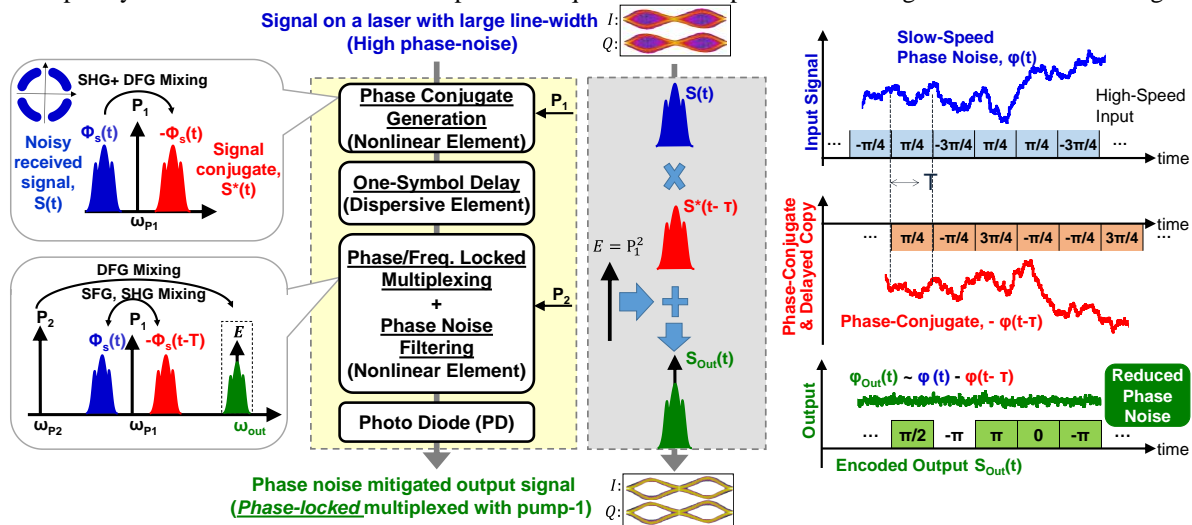 Signal on a laser with large line-width
(High phase-noise)
SHG+ DFG Mixing
P1
Φs(t)
-Φs(t)
Noisy
received
signal,
S(t)
Signal
conjugate,
S*(t)
ωP1
Phase Conjugate
Generation
(Nonlinear Element)
P1
One-Symbol Delay
(Dispersive Element)
Phase/Freq. Locked
Multiplexing
+
Phase Noise
Filtering
(Nonlinear Element)
P2
Photo Diode (PD)
DFG Mixing
SFG, SHG Mixing
P2
P1
Φs(t)
-Φs(t-T)
E
ωP2
ωP1
ωout
Phase noise mitigated output signal
(Phase-locked multiplexed with pump-1)
I:
Q:
S(t)
S*(t- τ)
E = P1^2
SOut(t)
I:
Q:
Input Signal
Slow-Speed
Phase Noise, φ(t)
High-Speed
Input
··· -π/4 π/4 -3π/4 π/4 π/4 -3π/4 ···
time
T
Phase-Conjugate
& Delayed Copy
time
··· π/4 -π/4 3π/4 -π/4 -π/4 3π/4 ···
Phase-Conjugate, - φ(t-τ)
Output
φOut(t) ~ φ (t) - φ(t- τ)
Reduced
Phase
Noise
··· π/2 -π π 0 -π ···
time
Encoded Output SOut(t)